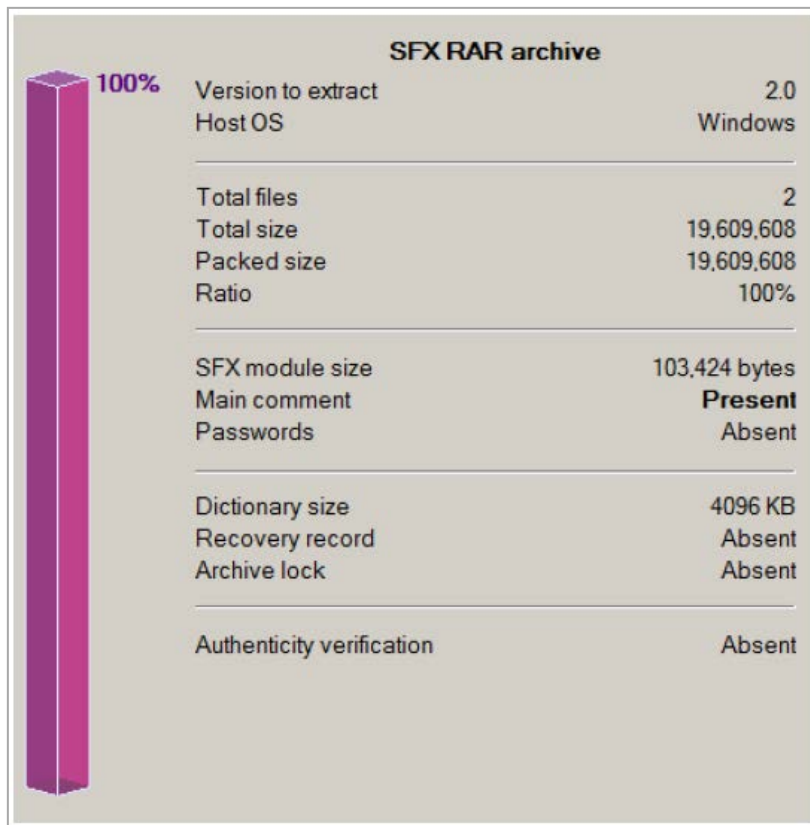 SFX RAR archive
100%
Version to extract 2.0
Host OS Windows
Total files 2
Total size 19,609,608
Packed size 19,609,608
Ratio 100%
SFX module size 103,424 bytes
Main comment Present
Passwords Absent
Dictionary size 4096 KB
Recovery record Absent
Archive lock Absent
Authenticity verification Absent